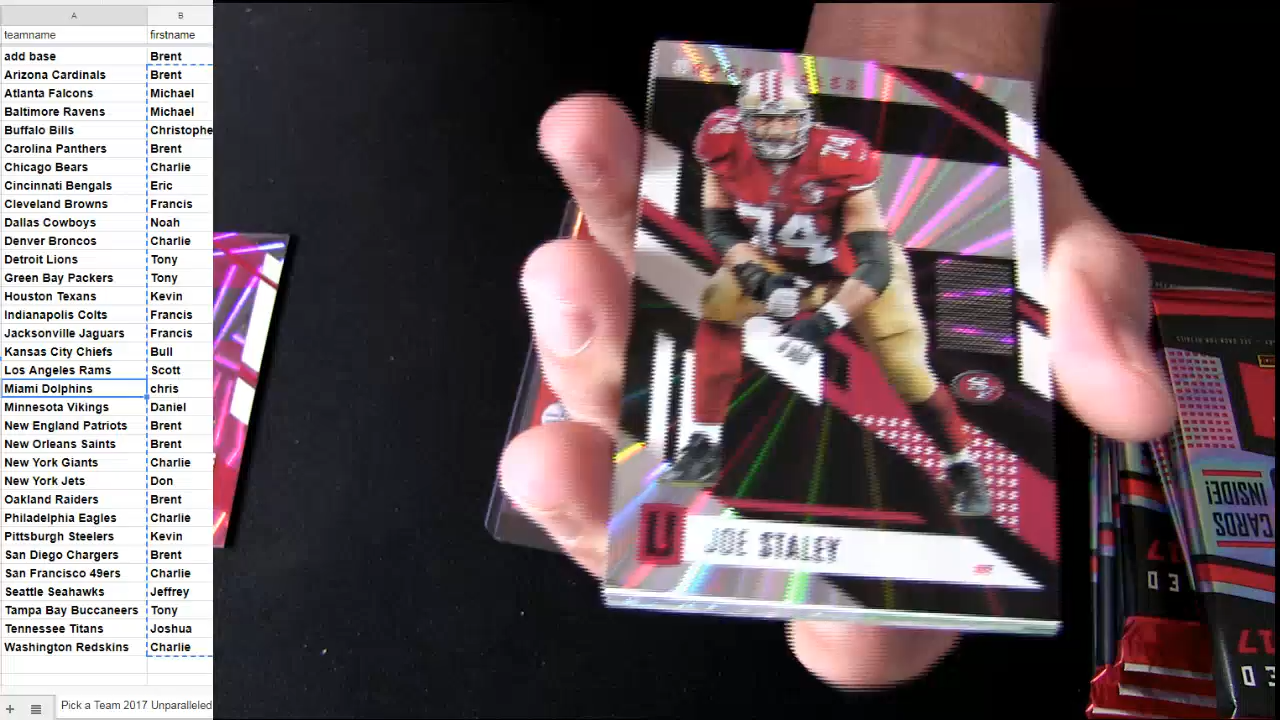 A B
teamname firstname
add base Brent
Arizona Cardinals Brent
Atlanta Falcons Michael
Baltimore Ravens Michael
Buffalo Bills Christophe
Carolina Panthers Brent
Chicago Bears Charlie
Cincinnati Bengals Eric
Cleveland Browns Francis
Dallas Cowboys Noah
Denver Broncos Charlie
Detroit Lions Tony
Green Bay Packers Tony
Houston Texans Kevin
Indianapolis Colts Francis
Jacksonville Jaguars Francis
Kansas City Chiefs Bull
Los Angeles Rams Scott
Miami Dolphins chris
Minnesota Vikings Daniel
New England Patriots Brent
New Orleans Saints Brent
New York Giants Charlie
New York Jets Don
Oakland Raiders Brent
Philadelphia Eagles Charlie
Pittsburgh Steelers Kevin
San Diego Chargers Brent
San Francisco 49ers Charlie
Seattle Seahawks Jeffrey
Tampa Bay Buccaneers Tony
Tennessee Titans Joshua
Washington Redskins Charlie
Pick a Team 2017 Unparalleled
74
74
74
U JOE STALEY
CARDS
INSIDE!
17